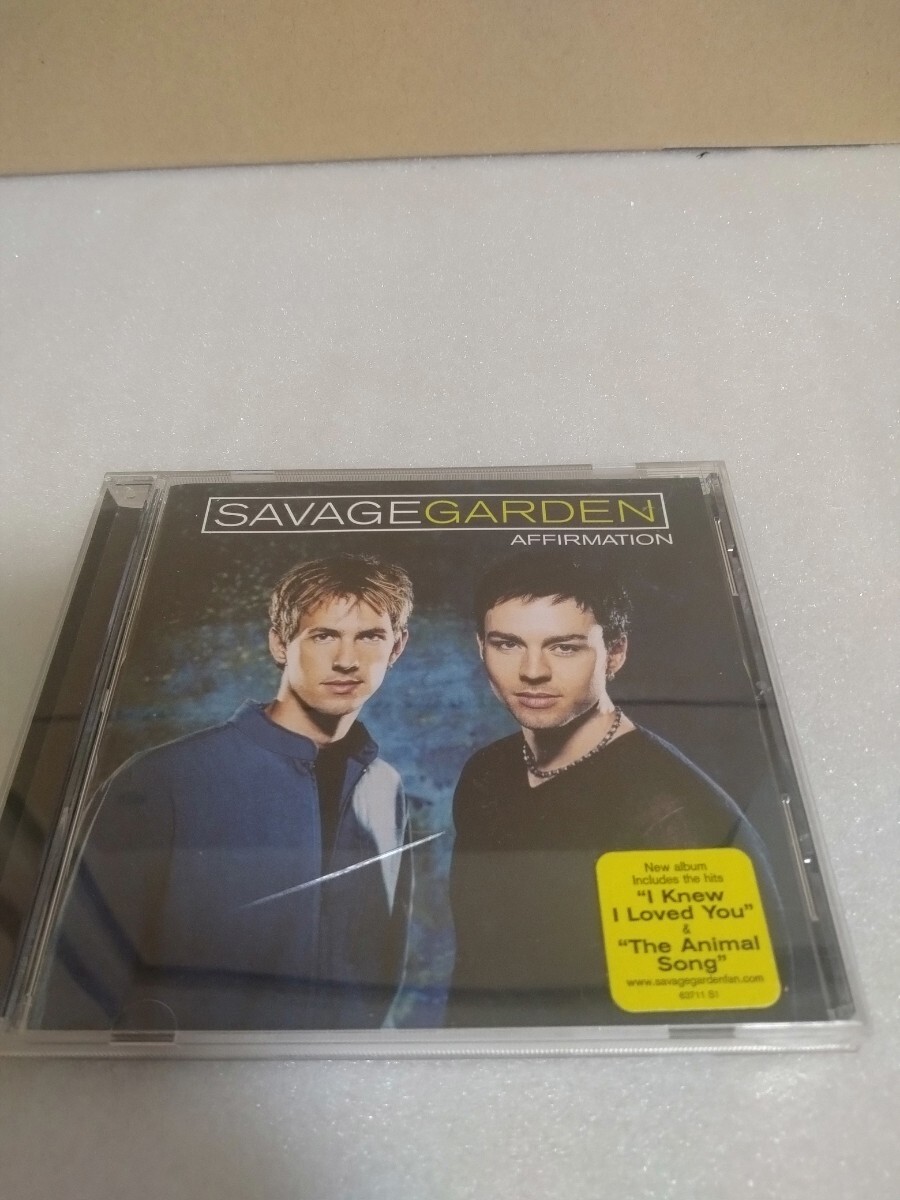 SAVAGEGARDEN
AFFIRMATION
New album
Includes the hits
"I Knew
I Loved You"
&
"The Animal
Song"
www.savagegardenfan.com